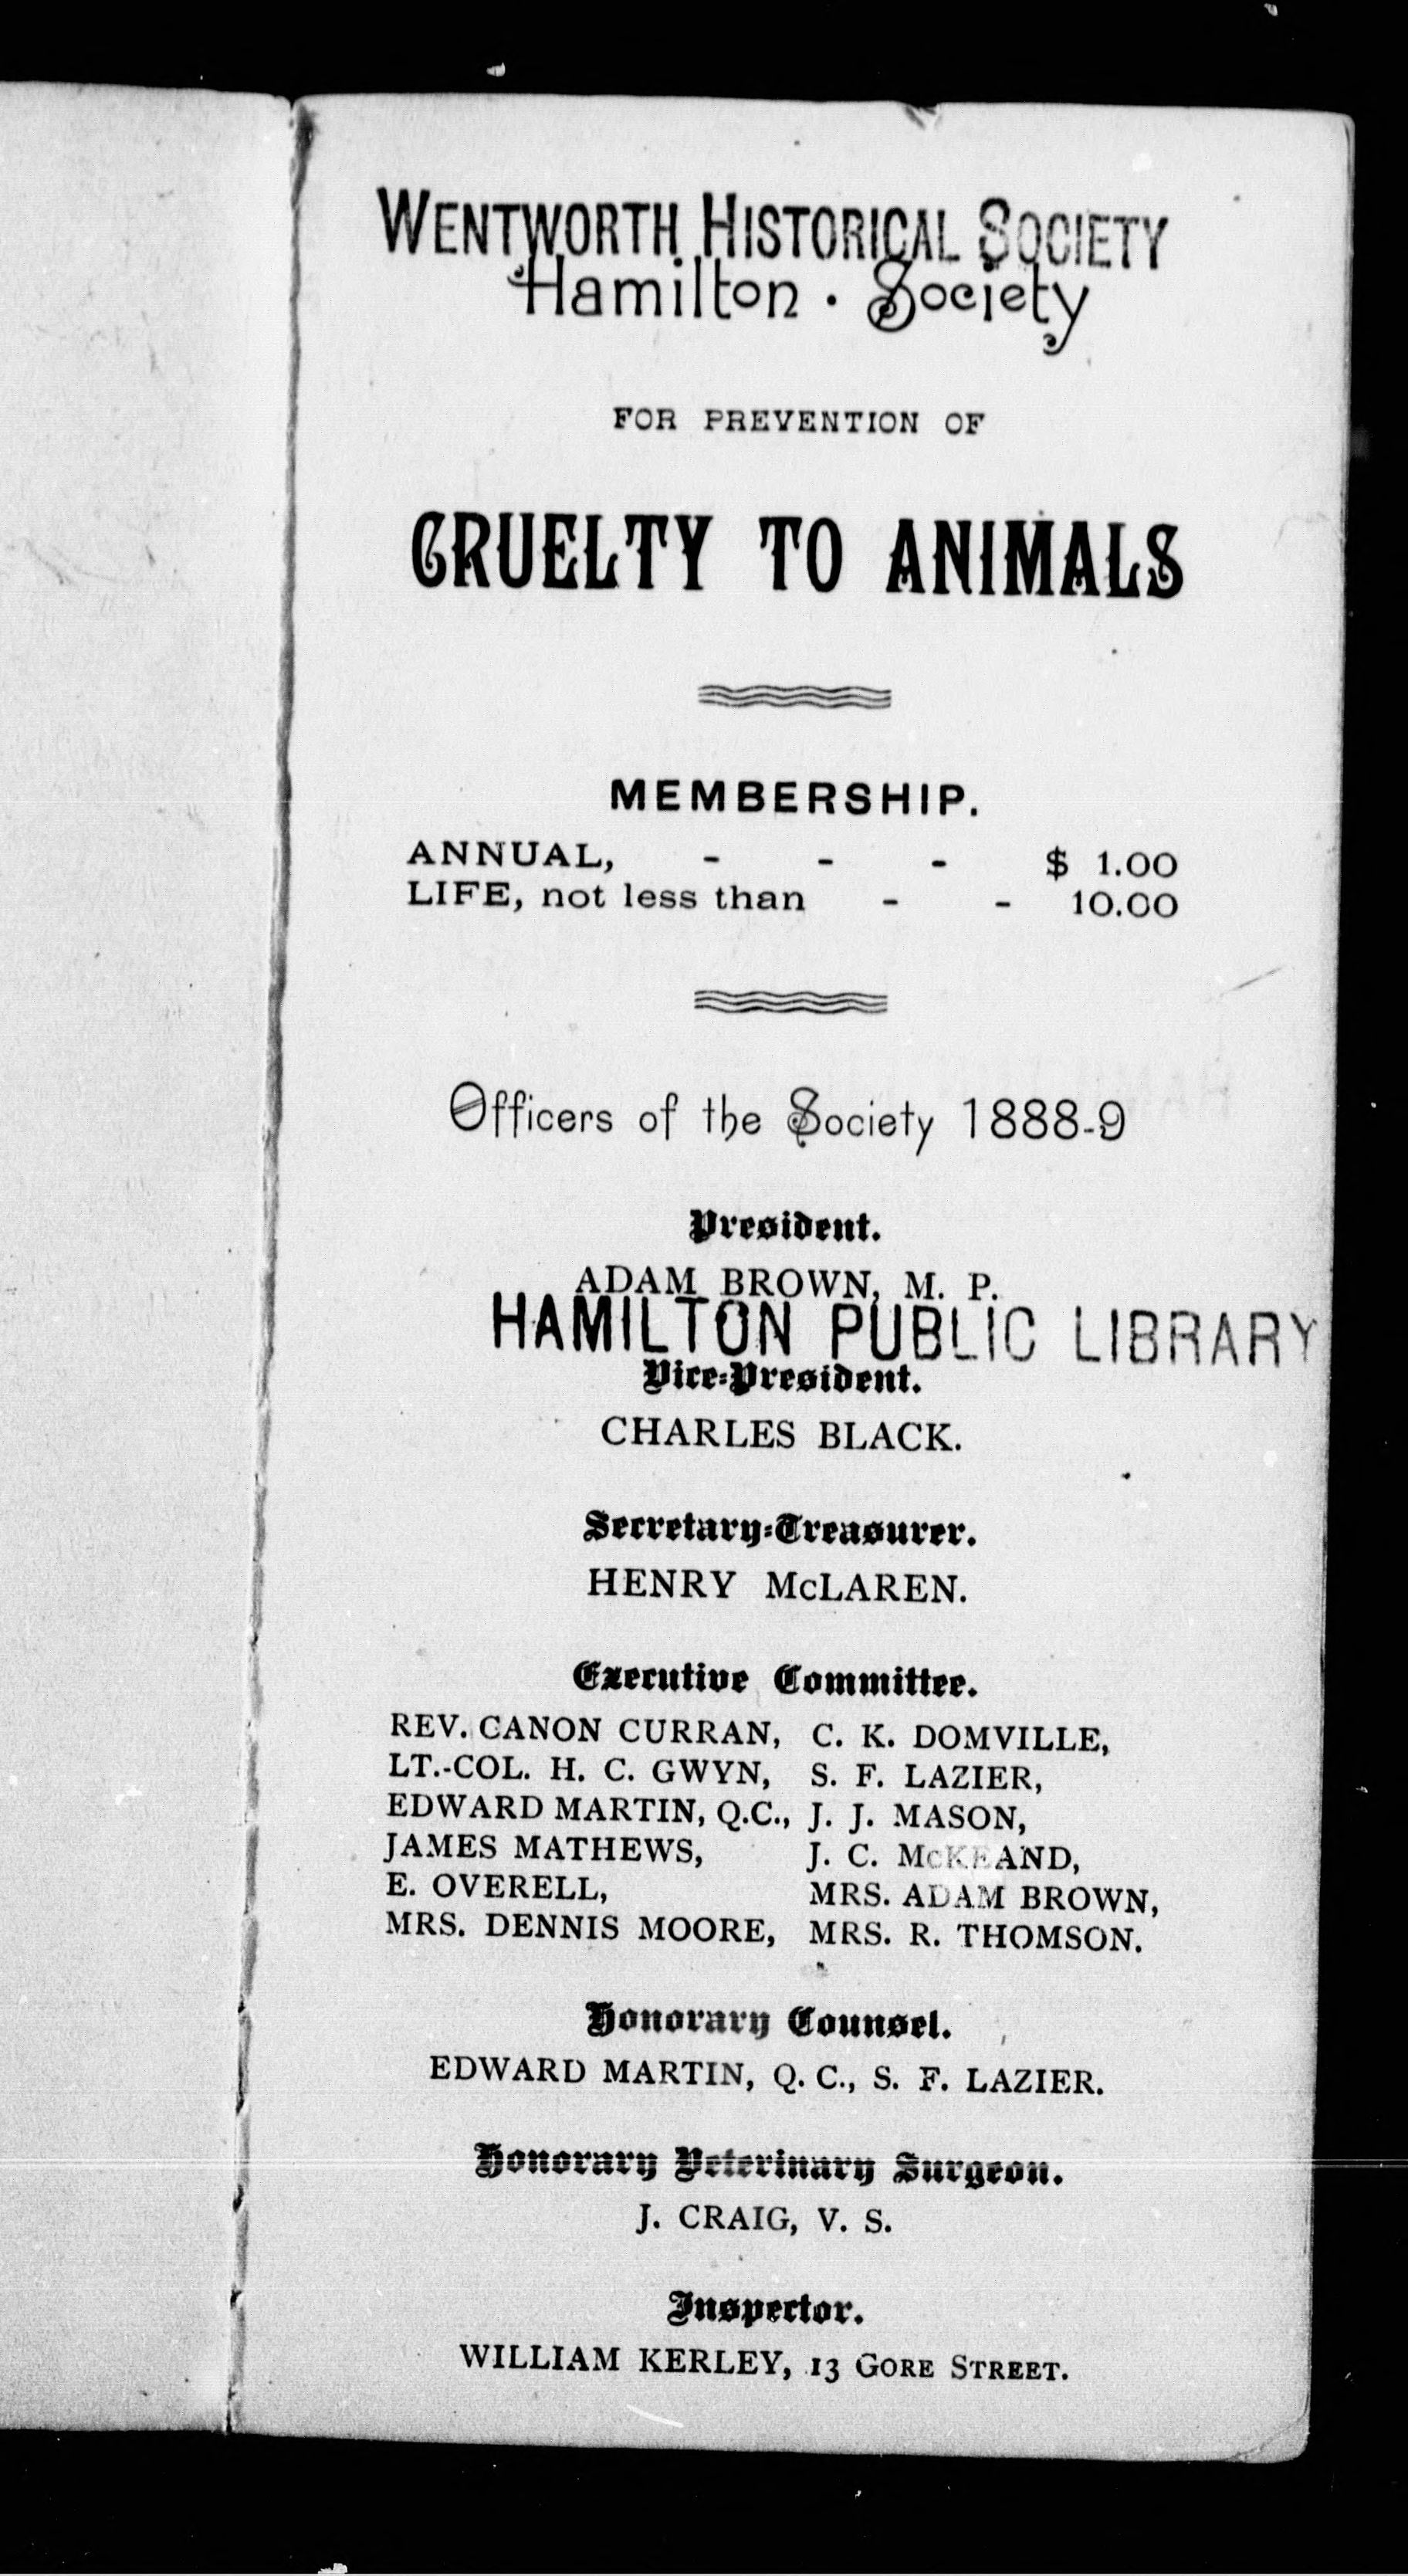 WENTWORTH HISTORICAL SOCIETY
Hamilton · Society
FOR PREVENTION OF
CRUELTY TO ANIMALS
MEMBERSHIP.
ANNUAL, - - - $ 1.00
LIFE, not less than - - 10.00
Officers of the Society 1888-9
President.
ADAM BROWN, M. P.
HAMILTON PUBLIC LIBRARY
Vice-President.
CHARLES BLACK.
Secretary-Treasurer.
HENRY McLAREN.
Executive Committee.
REV. CANON CURRAN, C. K. DOMVILLE,
LT.-COL. H. C. GWYN, S. F. LAZIER,
EDWARD MARTIN, Q.C., J. J. MASON,
JAMES MATHEWS, J. C. McKEAND,
E. OVERELL, MRS. ADAM BROWN,
MRS. DENNIS MOORE, MRS. R. THOMSON.
Honorary Counsel.
EDWARD MARTIN, Q. C., S. F. LAZIER.
Honorary Veterinary Surgeon.
J. CRAIG, V. S.
Inspector.
WILLIAM KERLEY, 13 GORE STREET.